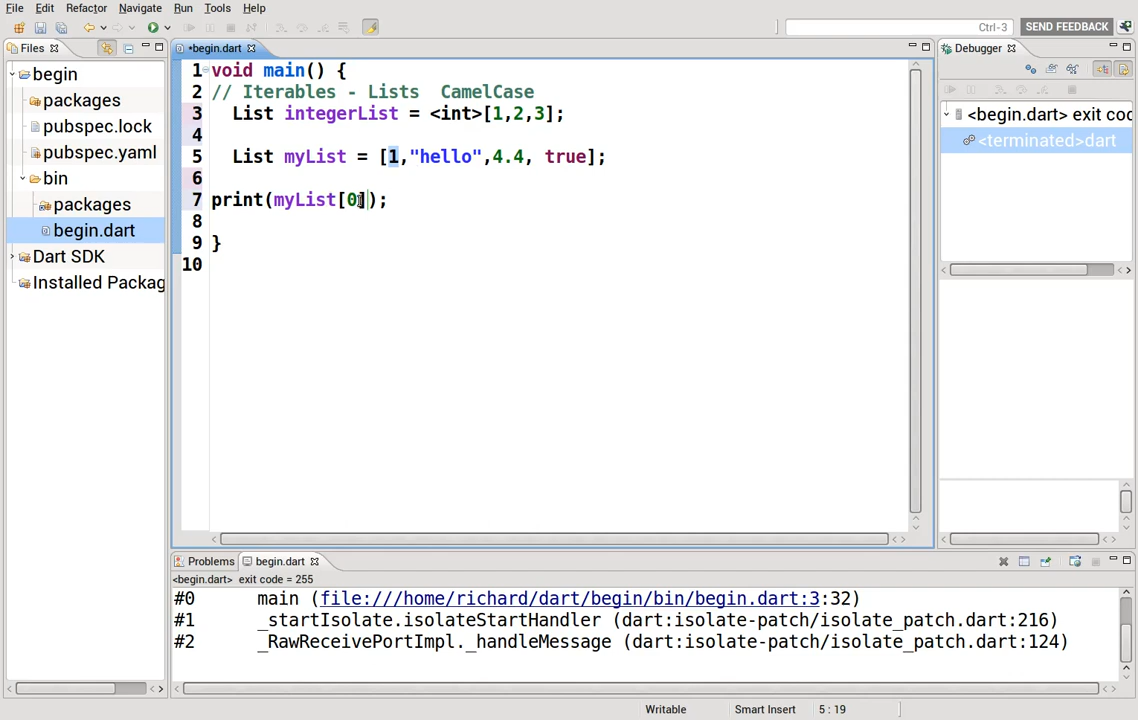 File Edit Refactor Navigate Run Tools Help
Ctrl-3 SEND FEEDBACK
Files *begin.dart Debugger
begin
packages
pubspec.lock
pubspec.yaml
bin
packages
begin.dart
Dart SDK
Installed Packag
1 void main() {
2 // Iterables - Lists  CamelCase
3   List integerList = <int>[1,2,3];
4
5   List myList = [1,"hello",4.4, true];
6
7 print(myList[0]);
8
9 }
10
<begin.dart> exit coc
<terminated>dart
Problems begin.dart
<begin.dart> exit code = 255
#0      main (file:///home/richard/dart/begin/bin/begin.dart:3:32)
#1      _startIsolate.isolateStartHandler (dart:isolate-patch/isolate_patch.dart:216)
#2      _RawReceivePortImpl._handleMessage (dart:isolate-patch/isolate_patch.dart:124)
Writable Smart Insert 5 : 19